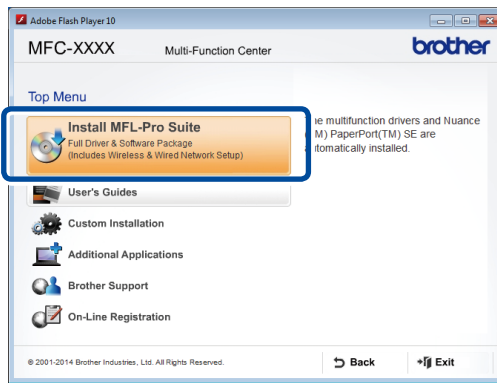 Adobe Flash Player 10
MFC-XXXX Multi-Function Center brother
Top Menu
Install MFL-Pro Suite
Full Driver & Software Package
(Includes Wireless & Wired Network Setup)
e multifunction drivers and Nuance
M) PaperPort(TM) SE are
tomatically installed.
User's Guides
Custom Installation
Additional Applications
Brother Support
On-Line Registration
© 2001-2014 Brother Industries, Ltd. All Rights Reserved. Back Exit